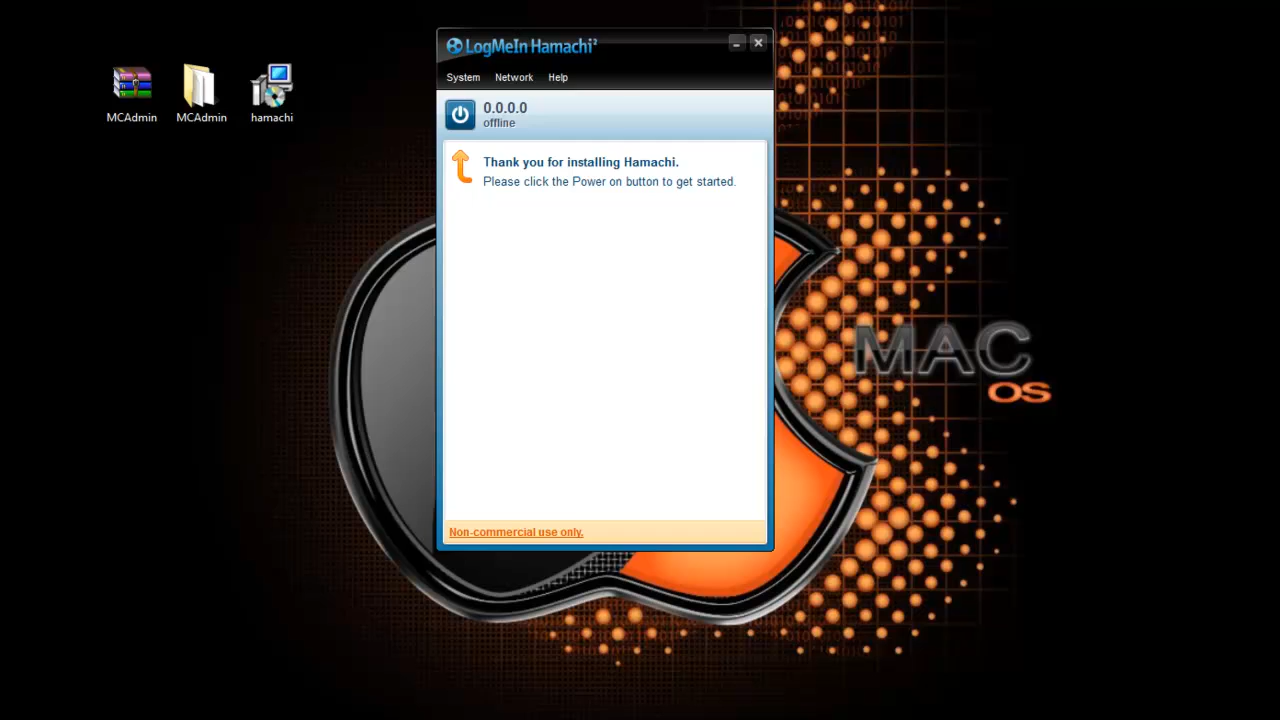 LogMeIn Hamachi²
System Network Help
0.0.0.0
offline
Thank you for installing Hamachi.
Please click the Power on button to get started.
Non-commercial use only.
MCAdmin
MCAdmin
hamachi
MAC
OS